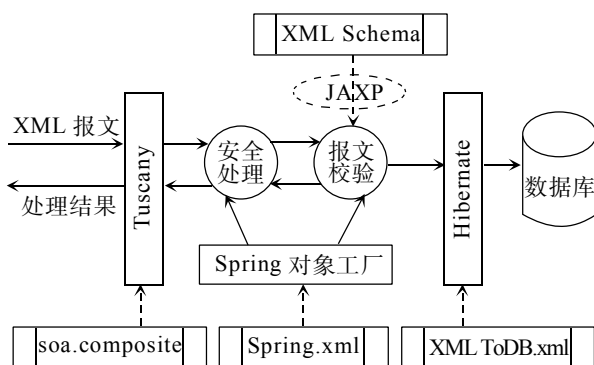 XML Schema
JAXP
XML 报文
安全
处理
报文
校验
处理结果
Tuscany
Hibernate
数据库
Spring 对象工厂
soa.composite
Spring.xml
XML ToDB.xml